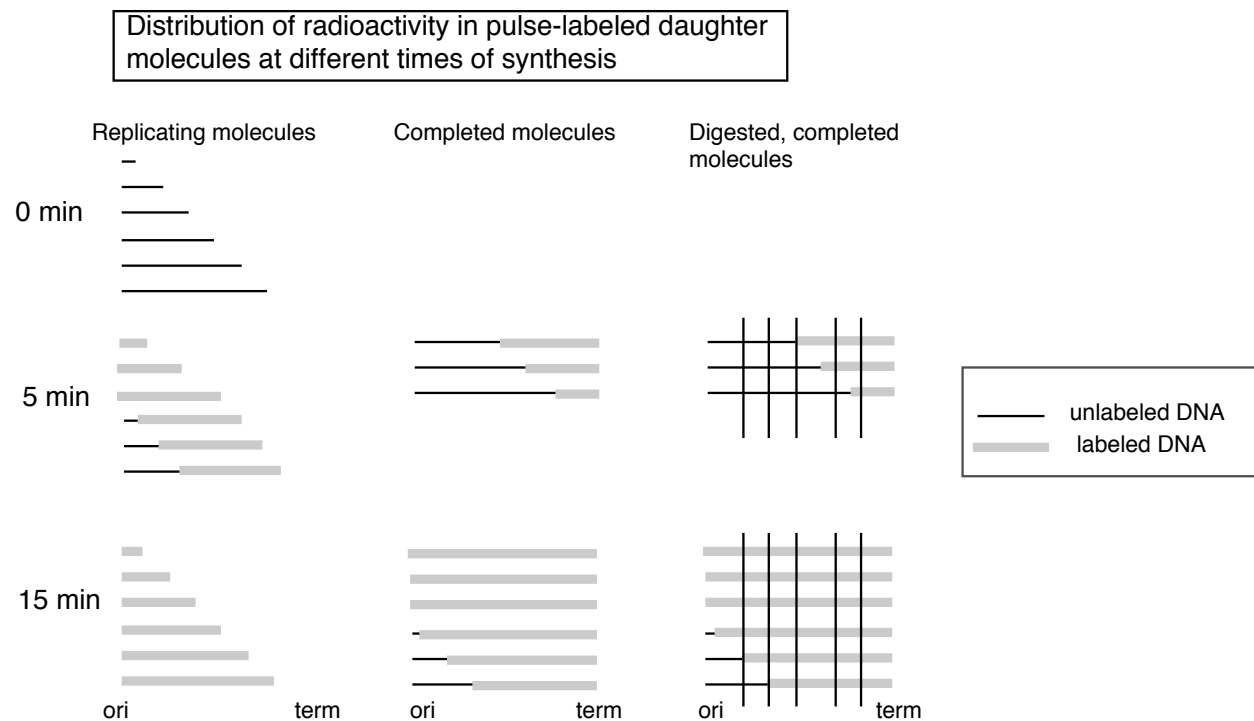 Distribution of radioactivity in pulse-labeled daughter
molecules at different times of synthesis
Replicating molecules
Completed molecules
Digested, completed
molecules
0 min
5 min
unlabeled DNA
labeled DNA
15 min
ori
term
ori
term
ori
term